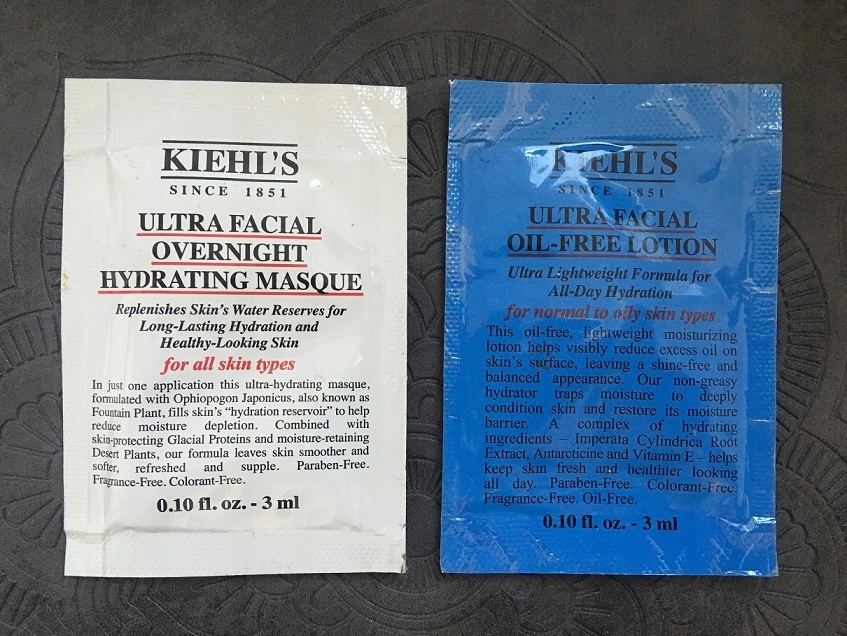 KIEHL'S
SINCE 1851
ULTRA FACIAL
OVERNIGHT
HYDRATING MASQUE
Replenishes Skin's Water Reserves for
Long-Lasting Hydration and
Healthy-Looking Skin
for all skin types
In just one application this ultra-hydrating masque,
formulated with Ophiopogon Japonicus, also known as
Fountain Plant, fills skin's "hydration reservoir" to help
reduce moisture depletion. Combined with
skin-protecting Glacial Proteins and moisture-retaining
Desert Plants, our formula leaves skin smoother and
softer, refreshed and supple. Paraben-Free.
Fragrance-Free. Colorant-Free.
0.10 fl. oz. - 3 ml
KIEHL'S
SINCE 1851
ULTRA FACIAL
OIL-FREE LOTION
Ultra Lightweight Formula for
All-Day Hydration
for normal to oily skin types
This oil-free, lightweight moisturizing
lotion helps visibly reduce excess oil on
skin's surface, leaving a shine-free and
balanced appearance. Our non-greasy
hydrator traps moisture to deeply
condition skin and restore its moisture
barrier. A complex of hydrating
ingredients – Imperata Cylindrica Root
Extract, Antarcticine and Vitamin E – helps
keep skin fresh and healthier looking
all day. Paraben-Free. Colorant-Free.
Fragrance-Free. Oil-Free.
0.10 fl. oz. - 3 ml